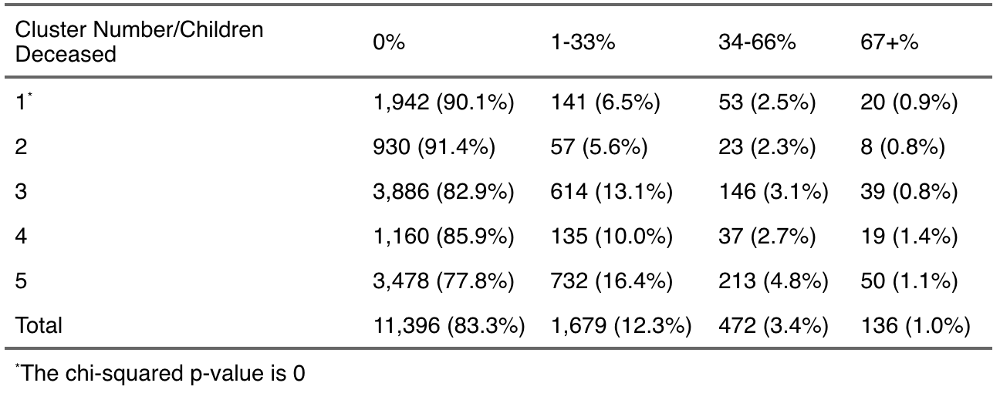 Cluster Number/Children Deceased 0% 1-33% 34-66% 67+%
1* 1,942 (90.1%) 141 (6.5%) 53 (2.5%) 20 (0.9%)
2 930 (91.4%) 57 (5.6%) 23 (2.3%) 8 (0.8%)
3 3,886 (82.9%) 614 (13.1%) 146 (3.1%) 39 (0.8%)
4 1,160 (85.9%) 135 (10.0%) 37 (2.7%) 19 (1.4%)
5 3,478 (77.8%) 732 (16.4%) 213 (4.8%) 50 (1.1%)
Total 11,396 (83.3%) 1,679 (12.3%) 472 (3.4%) 136 (1.0%)
*The chi-squared p-value is 0